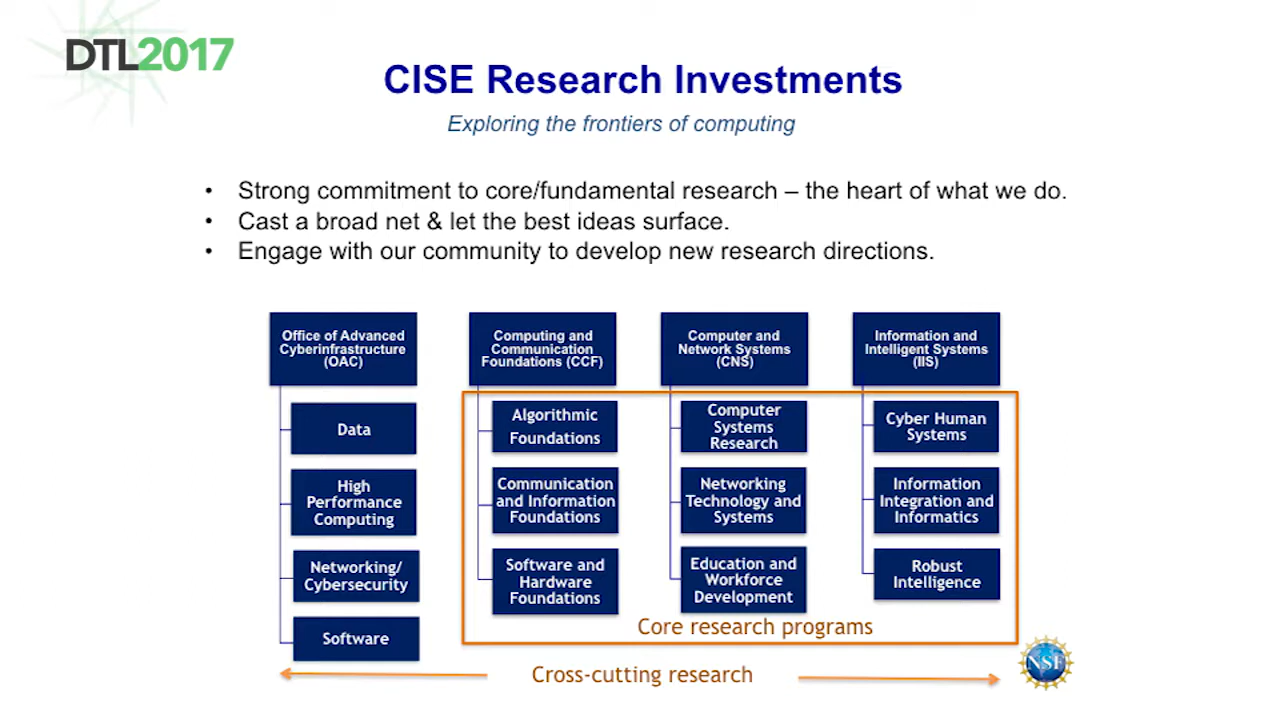 DTL2017
CISE Research Investments
Exploring the frontiers of computing
• Strong commitment to core/fundamental research – the heart of what we do.
• Cast a broad net & let the best ideas surface.
• Engage with our community to develop new research directions.
Office of Advanced
Cyberinfrastructure
(OAC)
Data
High
Performance
Computing
Networking/
Cybersecurity
Software
Computing and
Communication
Foundations (CCF)
Algorithmic
Foundations
Communication
and Information
Foundations
Software and
Hardware
Foundations
Computer and
Network Systems
(CNS)
Computer
Systems
Research
Networking
Technology and
Systems
Education and
Workforce
Development
Information and
Intelligent Systems
(IIS)
Cyber Human
Systems
Information
Integration and
Informatics
Robust
Intelligence
Core research programs
Cross-cutting research
NSF